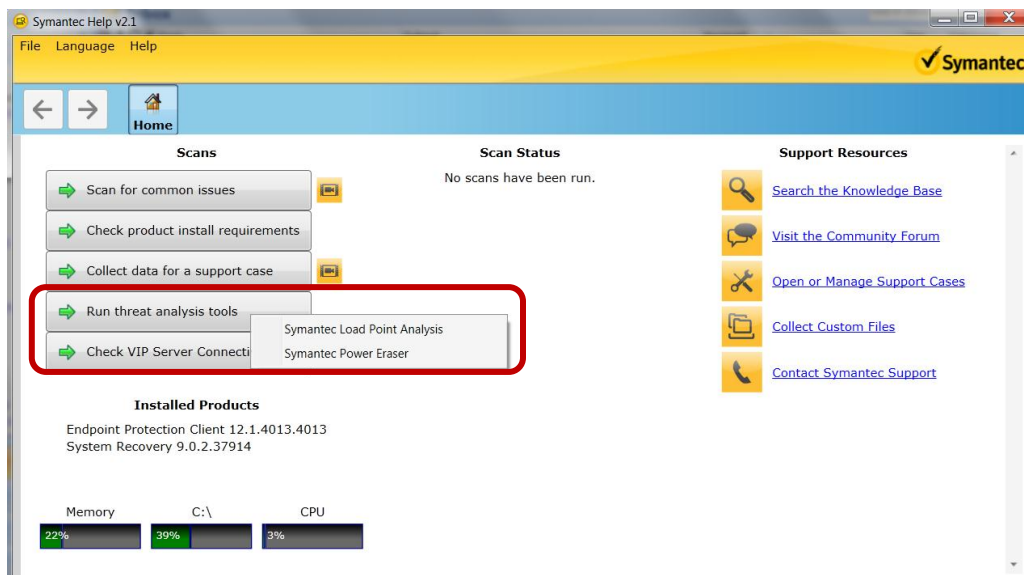 Symantec Help v2.1
File Language Help
Symantec
Home
Scans
Scan for common issues
Check product install requirements
Collect data for a support case
Run threat analysis tools
Symantec Load Point Analysis
Symantec Power Eraser
Check VIP Server Connecti
Installed Products
Endpoint Protection Client 12.1.4013.4013
System Recovery 9.0.2.37914
Memory C:\ CPU
22% 39% 3%
Scan Status
No scans have been run.
Support Resources
Search the Knowledge Base
Visit the Community Forum
Open or Manage Support Cases
Collect Custom Files
Contact Symantec Support